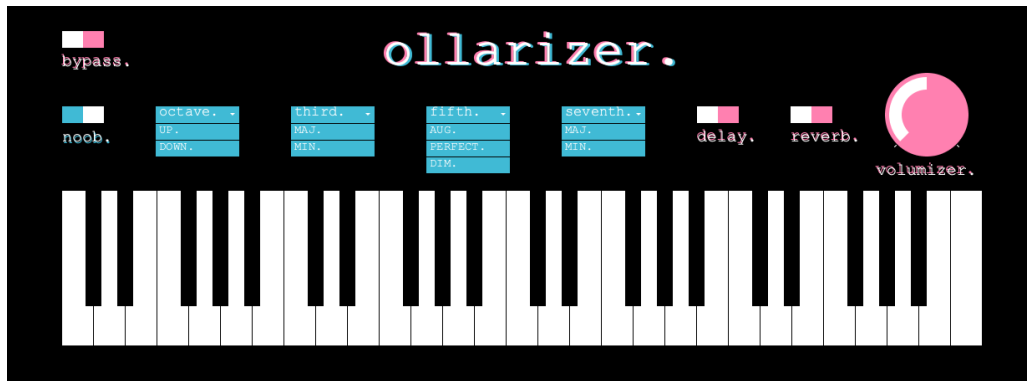 ollarizer.
bypass.
noob.
octave.
UP.
DOWN.
third.
MAJ.
MIN.
fifth.
AUG.
PERFECT.
DIM.
seventh.
MAJ.
MIN.
delay.
reverb.
volumizer.